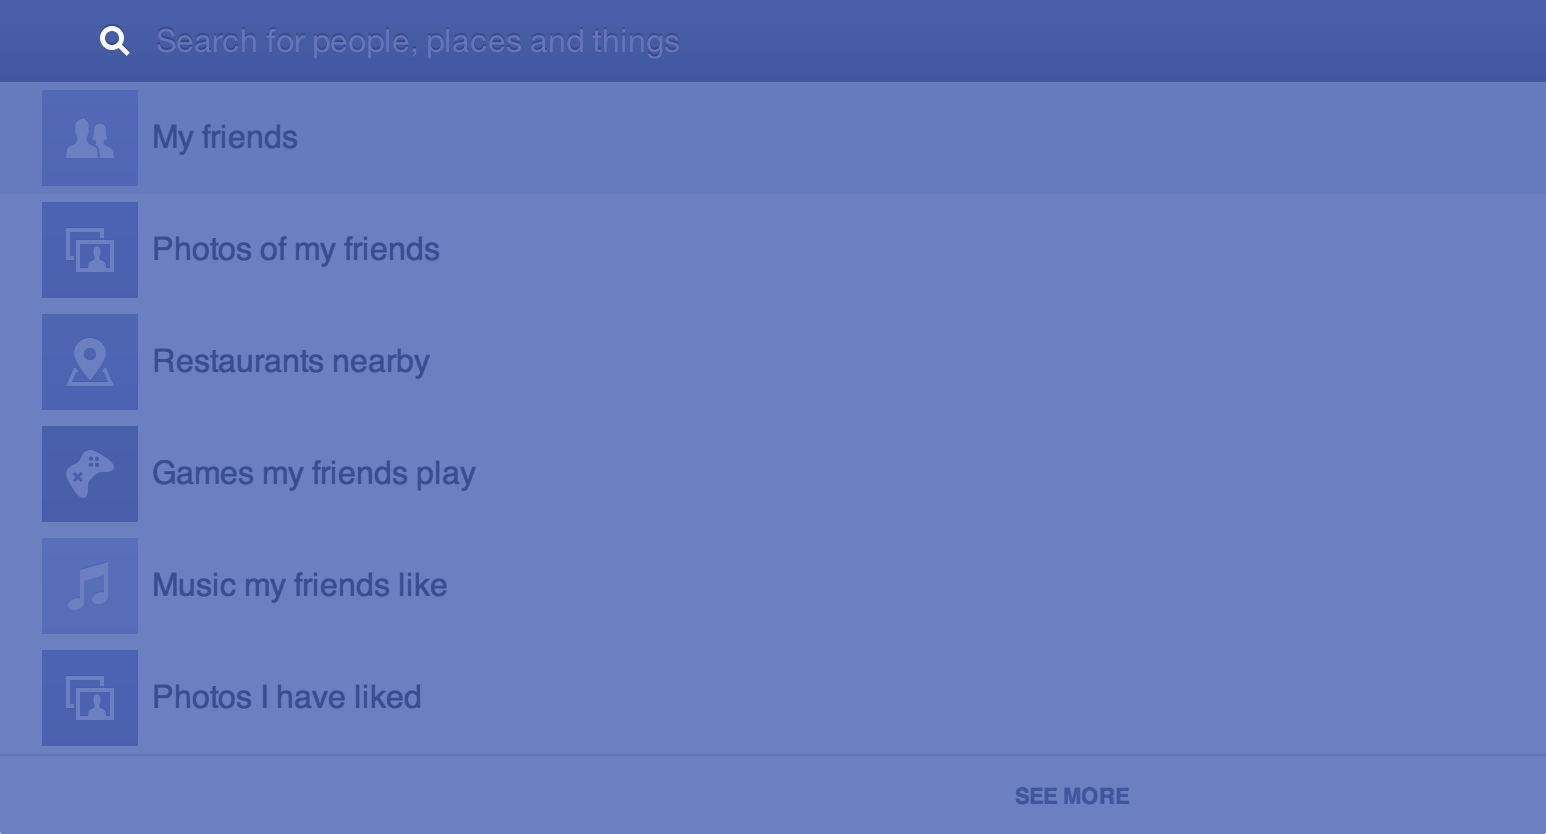 Search for people, places and things
My friends
Photos of my friends
Restaurants nearby
Games my friends play
Music my friends like
Photos I have liked
SEE MORE